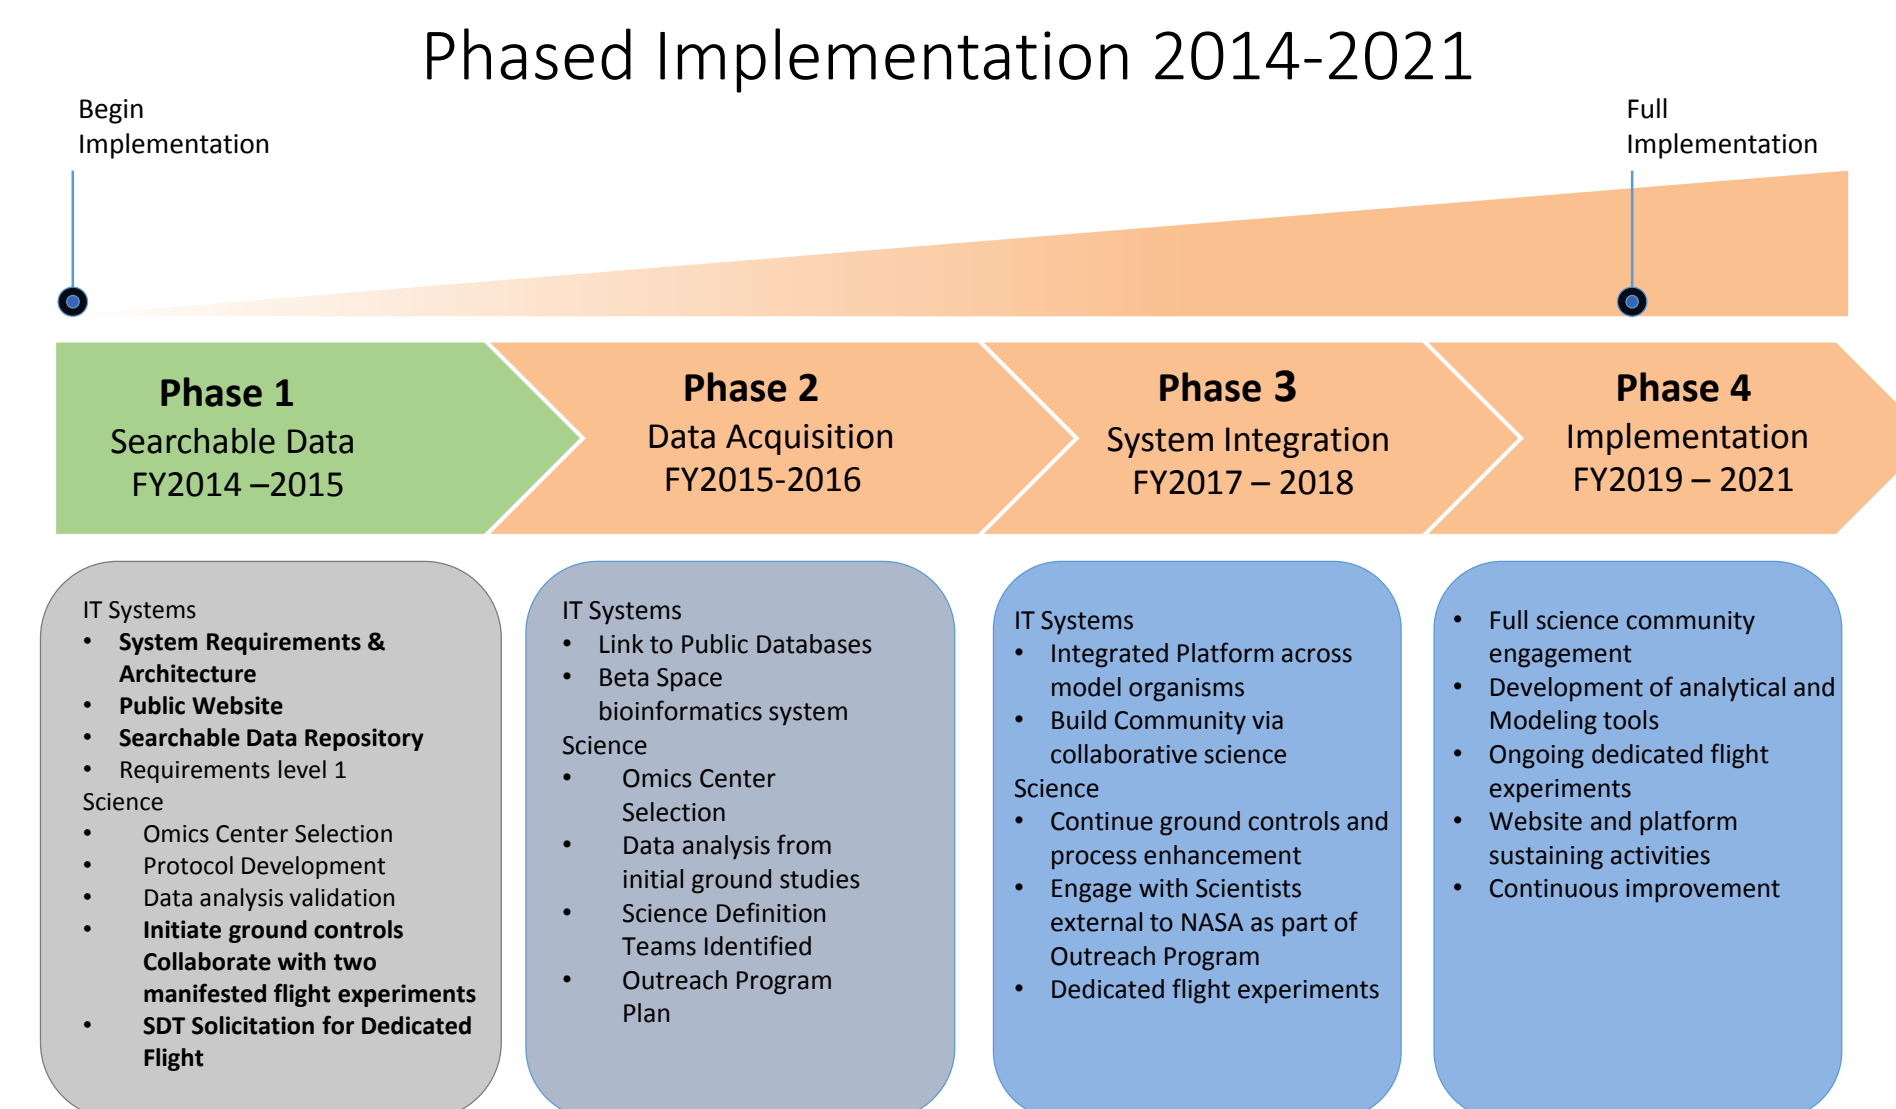 Phased Implementation 2014-2021
Begin
Implementation
Full
Implementation
Phase 1
Searchable Data
FY2014 –2015
Phase 2
Data Acquisition
FY2015-2016
Phase 3
System Integration
FY2017 – 2018
Phase 4
Implementation
FY2019 – 2021
IT Systems
• System Requirements &
Architecture
• Public Website
• Searchable Data Repository
• Requirements level 1
Science
• Omics Center Selection
• Protocol Development
• Data analysis validation
• Initiate ground controls
Collaborate with two
manifested flight experiments
• SDT Solicitation for Dedicated
Flight
IT Systems
• Link to Public Databases
• Beta Space
bioinformatics system
Science
• Omics Center
Selection
• Data analysis from
initial ground studies
• Science Definition
Teams Identified
• Outreach Program
Plan
IT Systems
• Integrated Platform across
model organisms
• Build Community via
collaborative science
Science
• Continue ground controls and
process enhancement
• Engage with Scientists
external to NASA as part of
Outreach Program
• Dedicated flight experiments
• Full science community
engagement
• Development of analytical and
Modeling tools
• Ongoing dedicated flight
experiments
• Website and platform
sustaining activities
• Continuous improvement